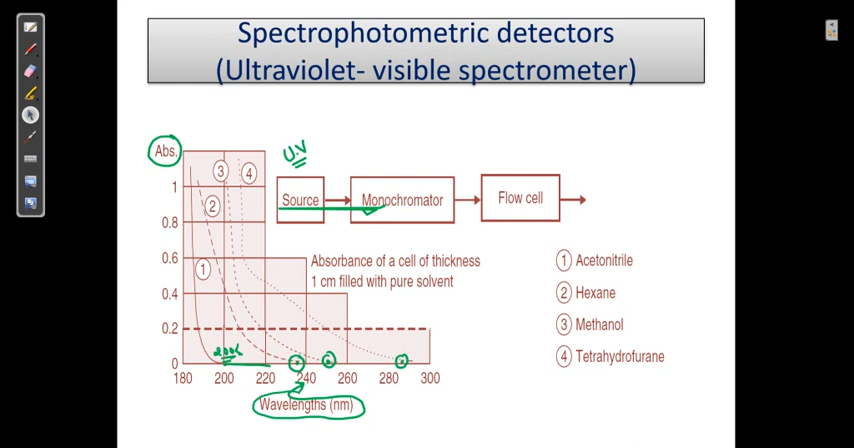 Spectrophotometric detectors
(Ultraviolet- visible spectrometer)
Abs.
U.V
1
0.8
0.6
0.4
0.2
0
1
2
3
4
180
200
220
240
260
280
300
Wavelengths (nm)
Source
Monochromator
Flow cell
Absorbance of a cell of thickness
1 cm filled with pure solvent
1 Acetonitrile
2 Hexane
3 Methanol
4 Tetrahydrofurane